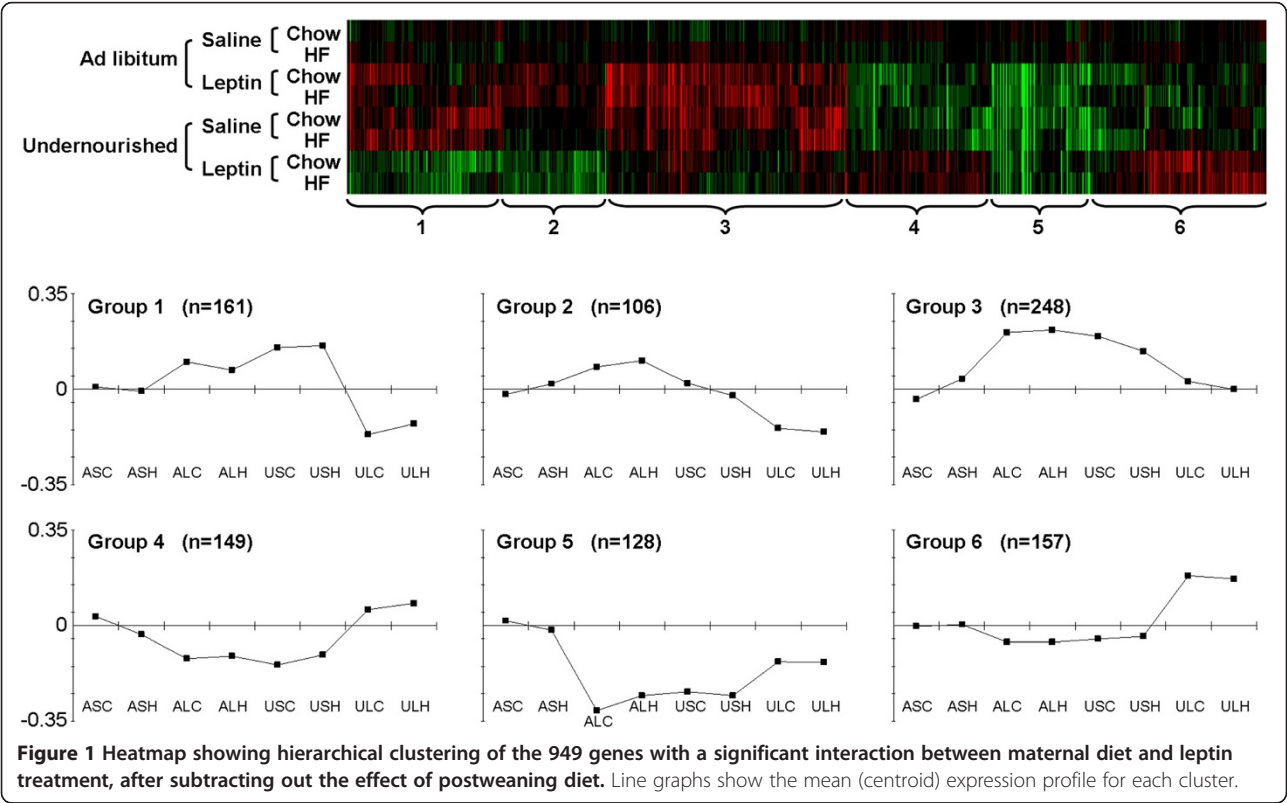 Ad libitum
Saline
Chow
HF
Leptin
Chow
HF
Undernourished
Saline
Chow
HF
Leptin
Chow
HF
1 2 3 4 5 6
0.35
0
-0.35
Group 1 (n=161)
ASC ASH ALC ALH USC USH ULC ULH
Group 2 (n=106)
ASC ASH ALC ALH USC USH ULC ULH
Group 3 (n=248)
ASC ASH ALC ALH USC USH ULC ULH
0.35
0
-0.35
Group 4 (n=149)
ASC ASH ALC ALH USC USH ULC ULH
Group 5 (n=128)
ASC ASH ALC ALH USC USH ULC ULH
Group 6 (n=157)
ASC ASH ALC ALH USC USH ULC ULH
Figure 1 Heatmap showing hierarchical clustering of the 949 genes with a significant interaction between maternal diet and leptin
treatment, after subtracting out the effect of postweaning diet. Line graphs show the mean (centroid) expression profile for each cluster.